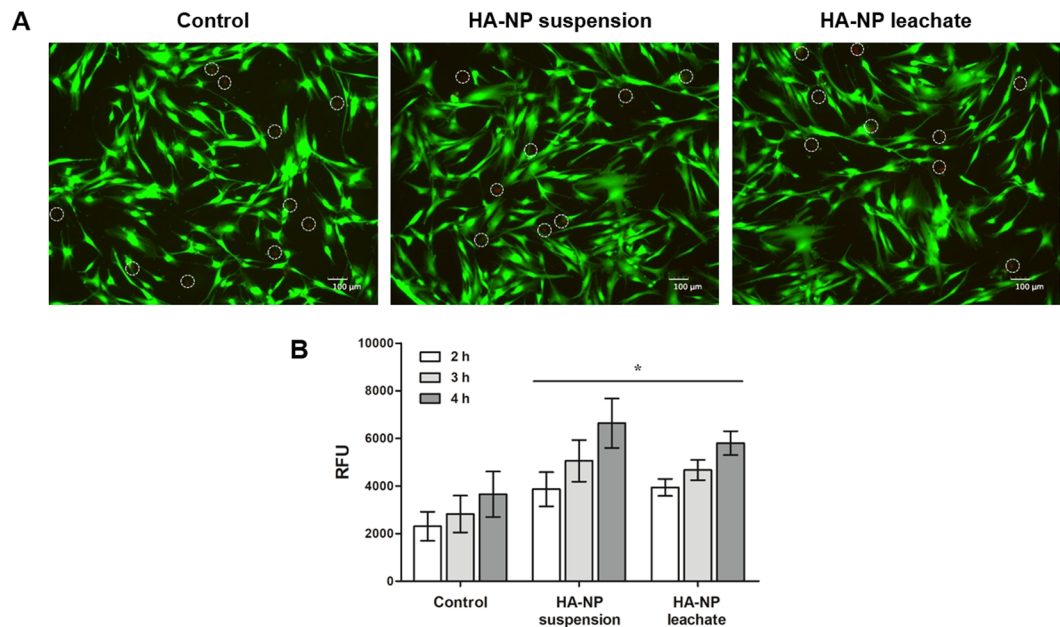 A
Control
HA-NP suspension
HA-NP leachate
100 µm
100 µm
100 µm
B
10000
8000
6000
4000
2000
0
RFU
2 h
3 h
4 h
*
Control
HA-NP
suspension
HA-NP
leachate